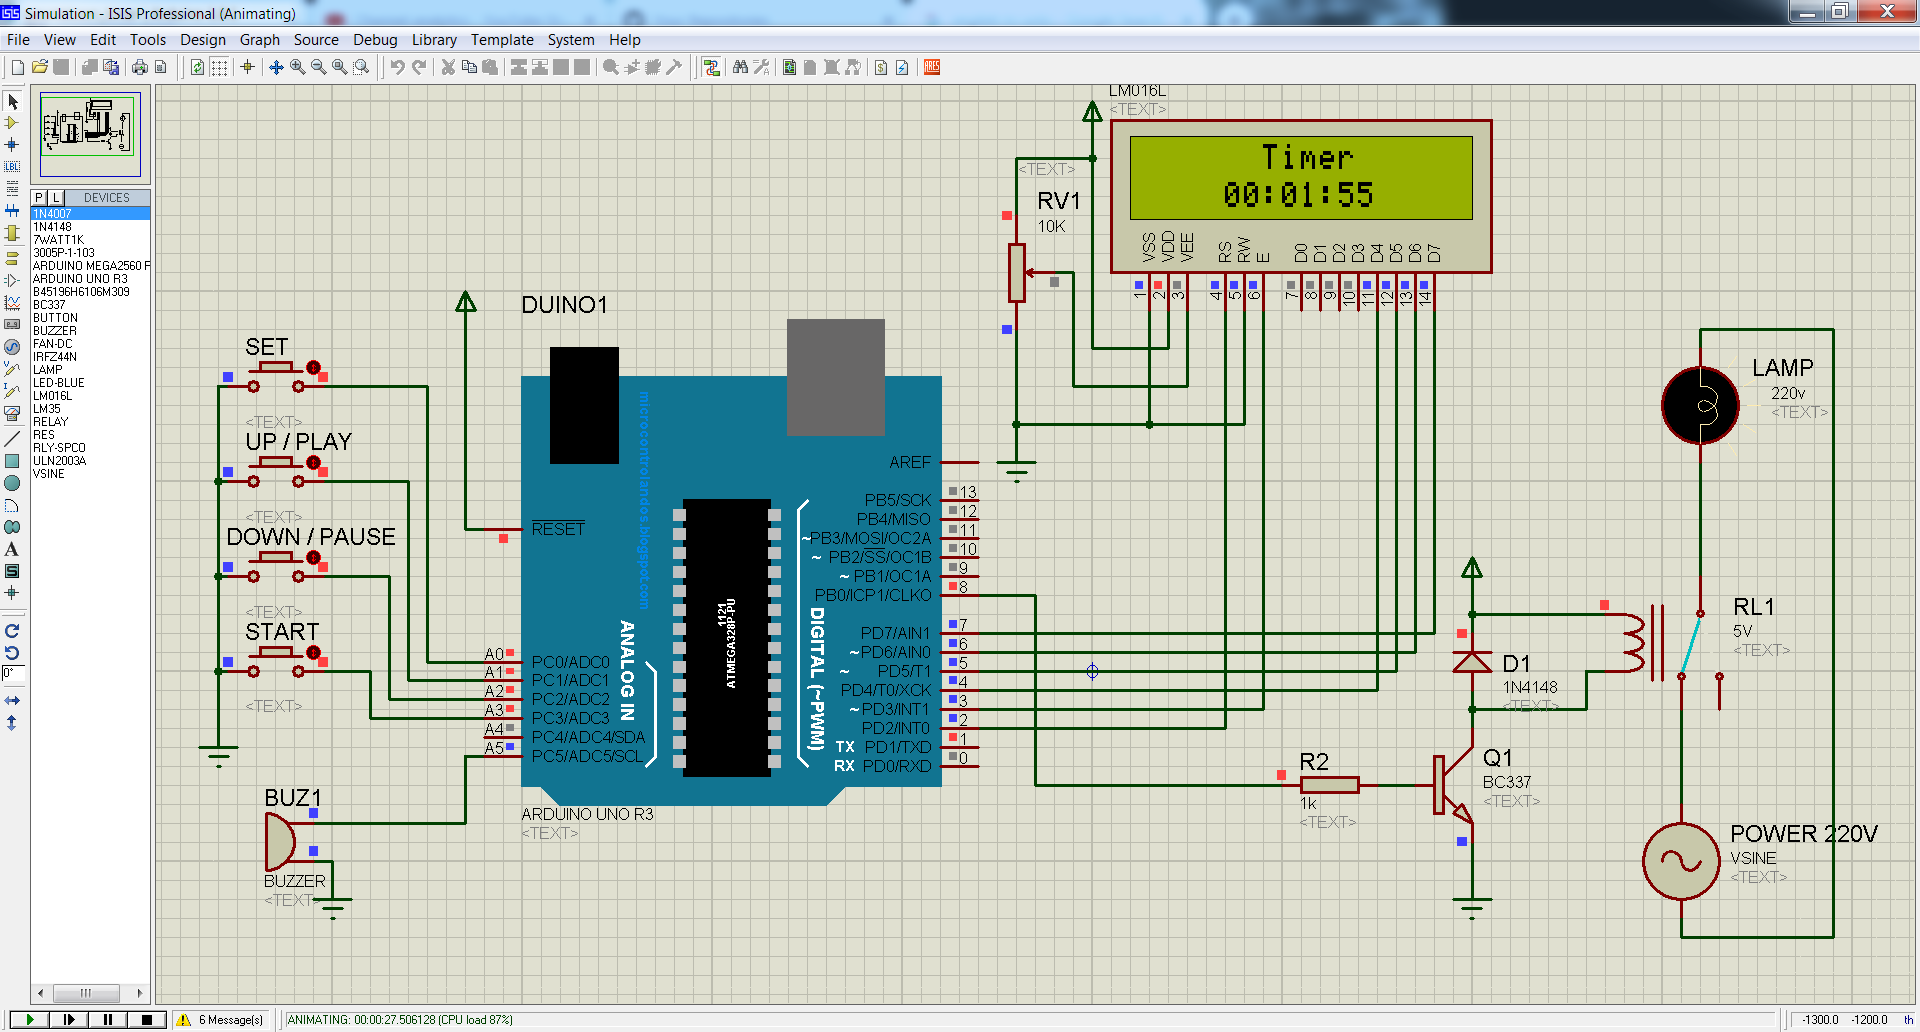 Simulation - ISIS Professional (Animating)
File View Edit Tools Design Graph Source Debug Library Template System Help
P L DEVICES
1N4007
1N4148
7WATT1K
3005P-1-103
ARDUINO MEGA2560 F
ARDUINO UNO R3
B45196H6106M309
BC337
BUTTON
BUZZER
FAN-DC
IRFZ44N
LAMP
LED-BLUE
LM016L
LM35
RELAY
RES
RLY-SPCO
ULN2003A
VSINE
0°
SET
<TEXT>
UP / PLAY
<TEXT>
DOWN / PAUSE
<TEXT>
START
<TEXT>
BUZ1
BUZZER
<TEXT>
DUINO1
microcontrolandos.blogspot.com
RESET
ANALOG IN
A0 PC0/ADC0
A1 PC1/ADC1
A2 PC2/ADC2
A3 PC3/ADC3
A4 PC4/ADC4/SDA
A5 PC5/ADC5/SCL
1121
ATMEGA328P-PU
DIGITAL (~PWM)
AREF
PB5/SCK 13
PB4/MISO 12
~PB3/MOSI/OC2A 11
~ PB2/SS/OC1B 10
~ PB1/OC1A 9
PB0/ICP1/CLKO 8
PD7/AIN1 7
~ PD6/AIN0 6
~ PD5/T1 5
PD4/T0/XCK 4
~ PD3/INT1 3
PD2/INT0 2
TX PD1/TXD 1
RX PD0/RXD 0
ARDUINO UNO R3
<TEXT>
LM016L
<TEXT>
Timer
00:01:55
VSS VDD VEE RS RW E D0 D1 D2 D3 D4 D5 D6 D7
1 2 3 4 5 6 7 8 9 10 11 12 13 14
<TEXT>
RV1
10K
LAMP
220v
<TEXT>
RL1
5V
<TEXT>
D1
1N4148
<TEXT>
Q1
BC337
<TEXT>
R2
1k
<TEXT>
POWER 220V
VSINE
<TEXT>
6 Message(s) ANIMATING: 00:00:27.506128 (CPU load 87%) -1300.0 -1200.0 th